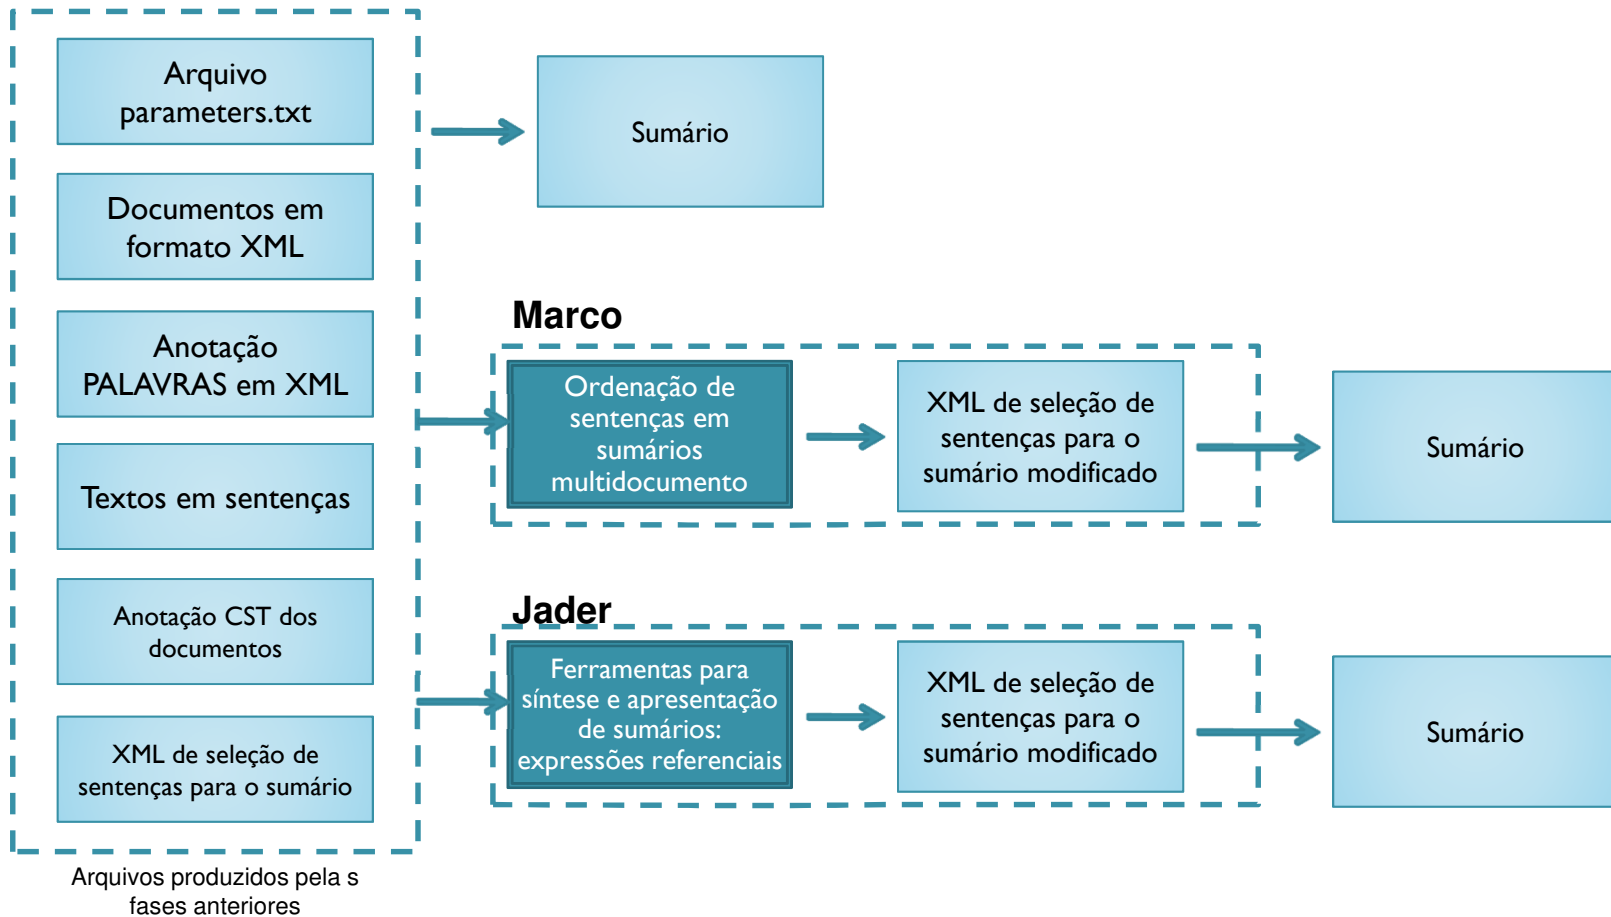 Arquivo
parameters.txt
Documentos em
formato XML
Anotação
PALAVRAS em XML
Textos em sentenças
Anotação CST dos
documentos
XML de seleção de
sentenças para o sumário
Arquivos produzidos pela s
fases anteriores
Sumário
Marco
Ordenação de
sentenças em
sumários
multidocumento
XML de seleção de
sentenças para o
sumário modificado
Sumário
Jader
Ferramentas para
síntese e apresentação
de sumários:
expressões referenciais
XML de seleção de
sentenças para o
sumário modificado
Sumário